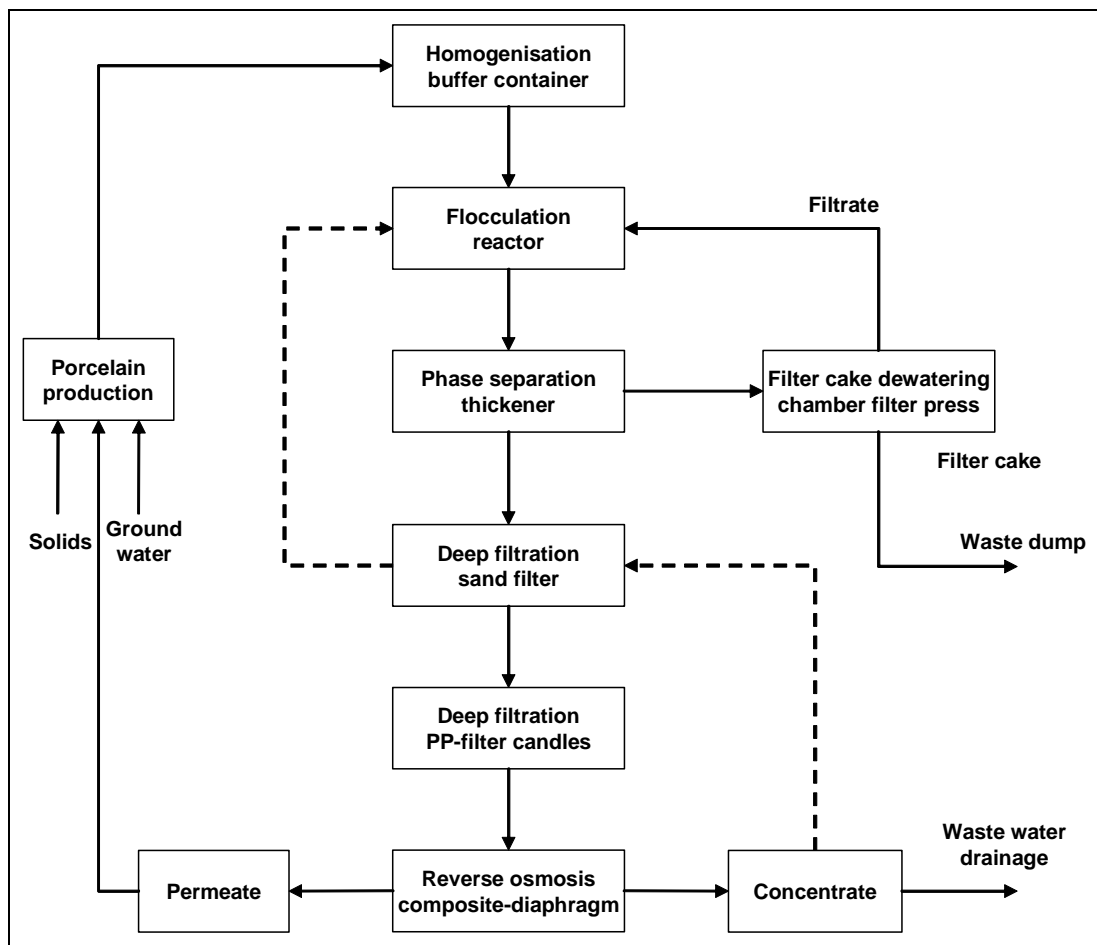 Homogenisation
buffer container
Flocculation
reactor
Filtrate
Porcelain
production
Phase separation
thickener
Filter cake dewatering
chamber filter press
Filter cake
Solids
Ground
water
Deep filtration
sand filter
Waste dump
Deep filtration
PP-filter candles
Waste water
drainage
Permeate
Reverse osmosis
composite-diaphragm
Concentrate